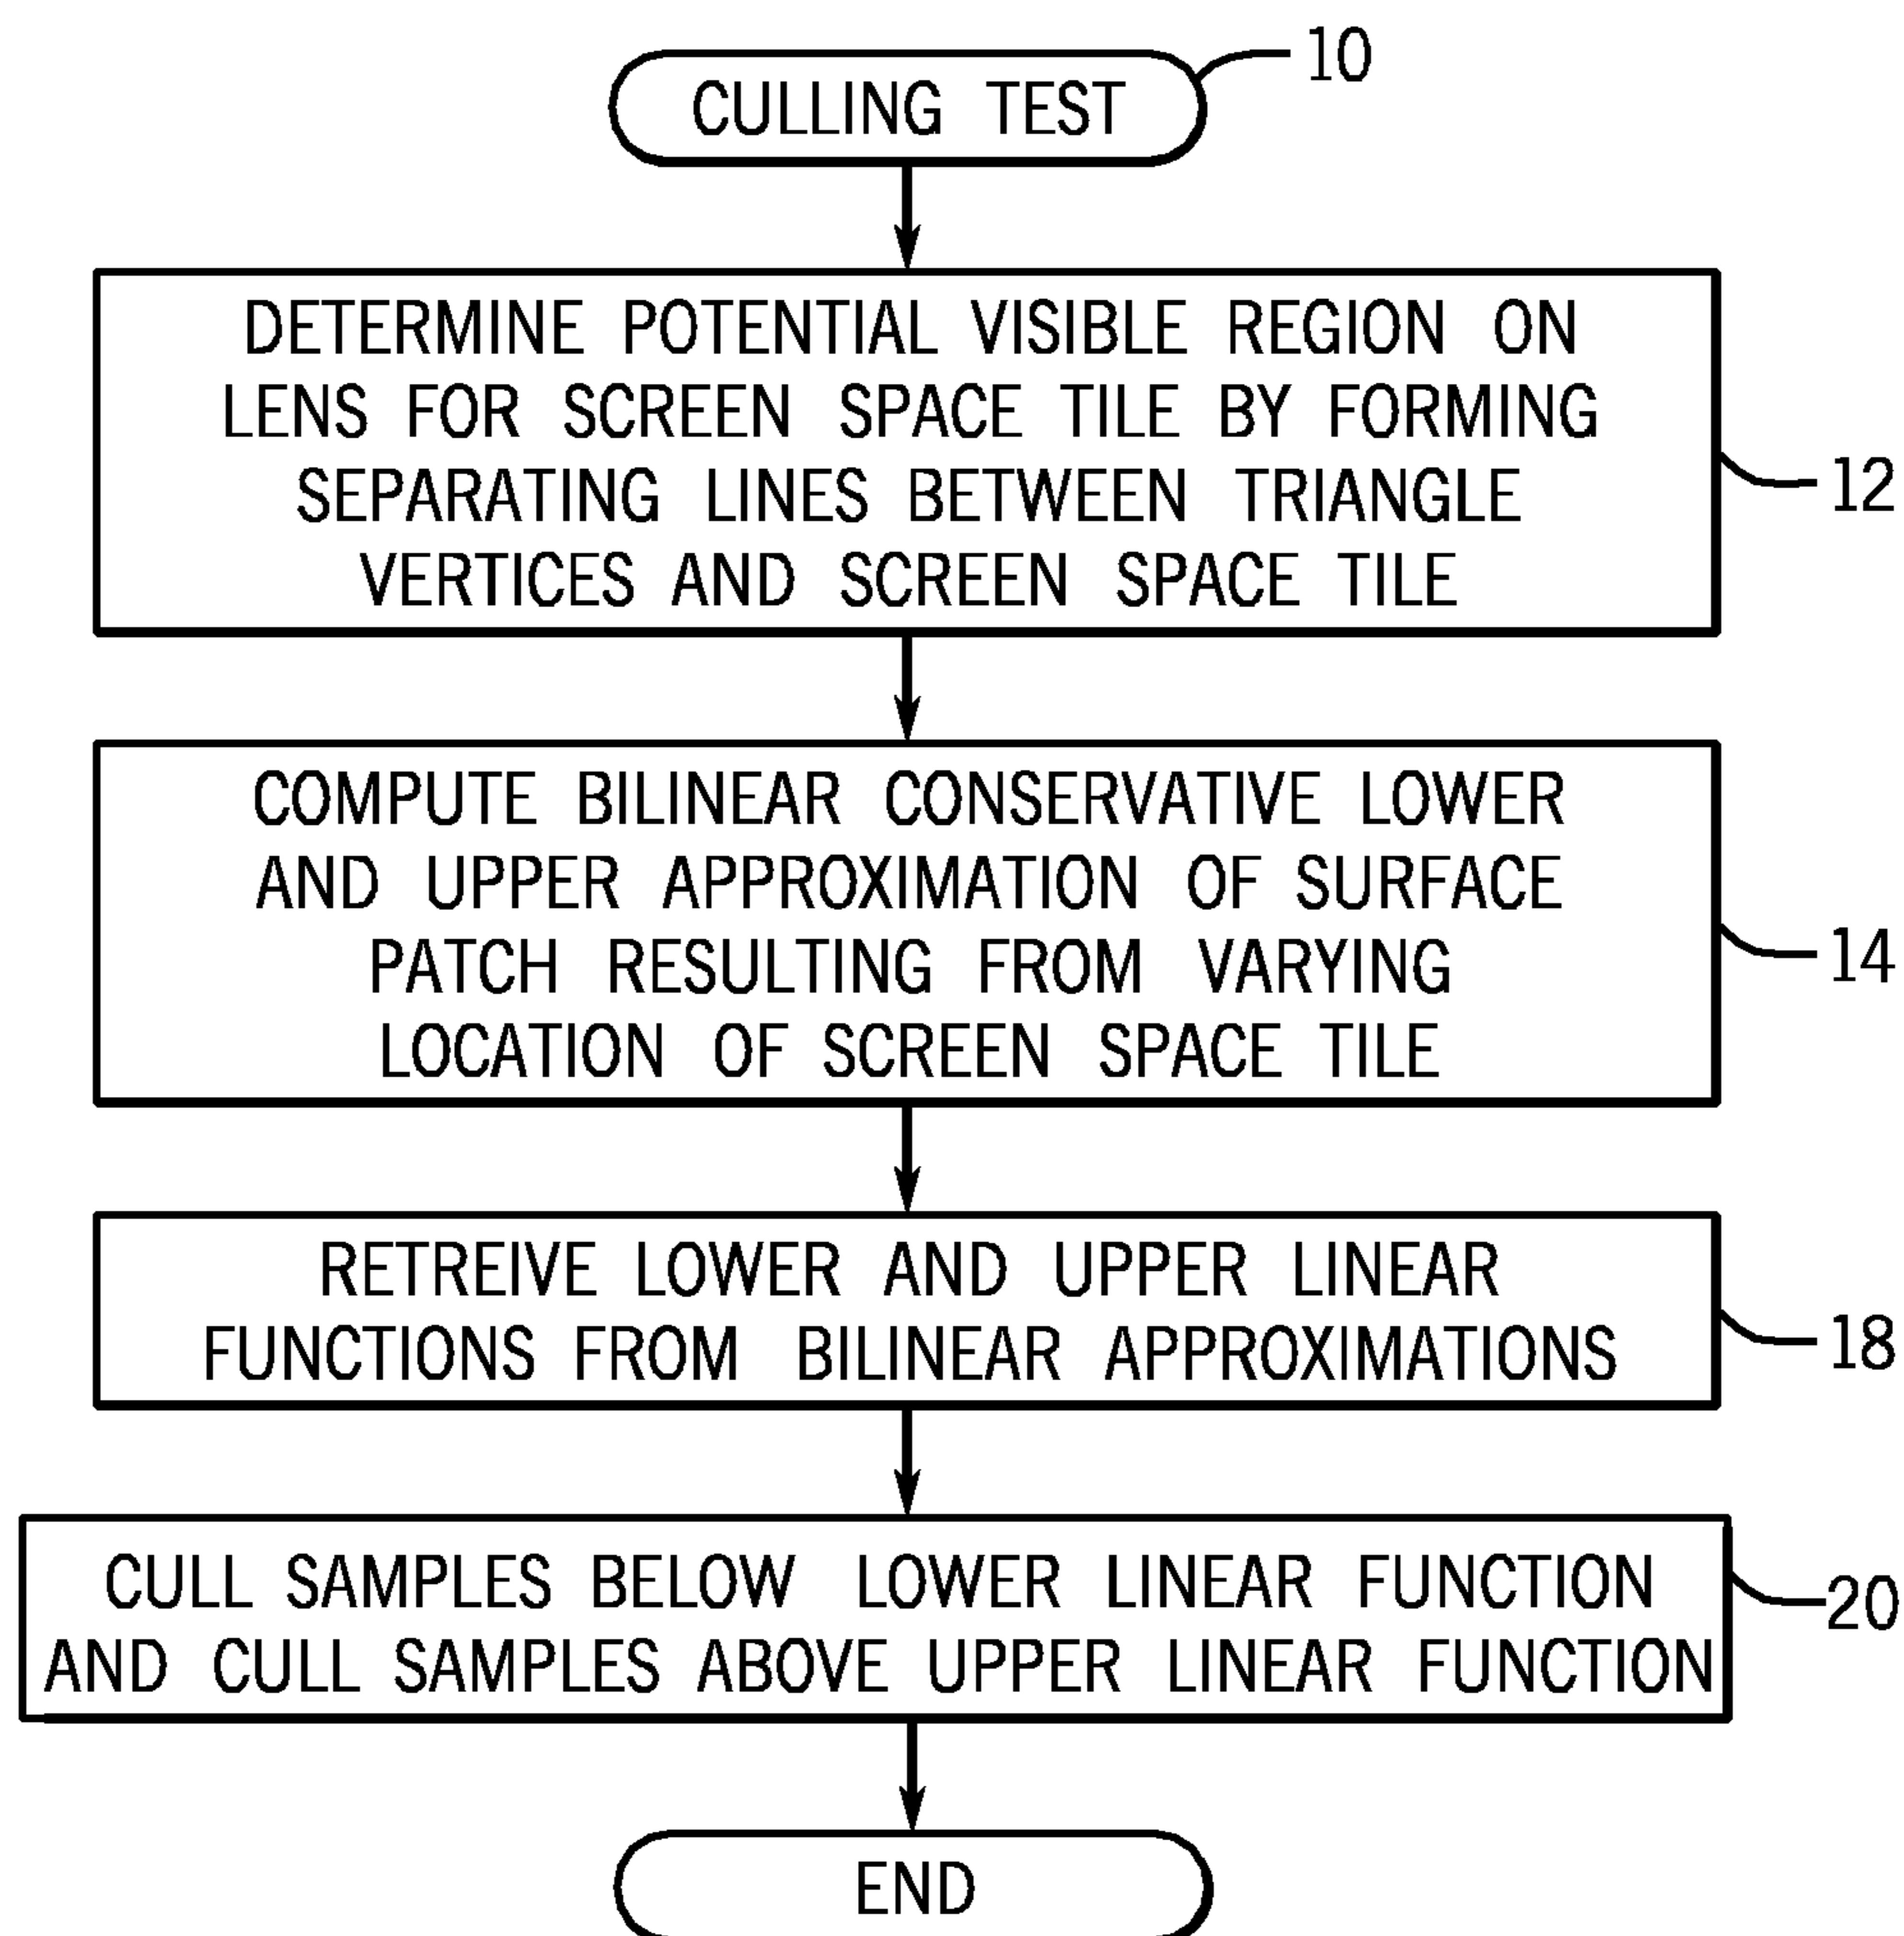 CULLING TEST
10
DETERMINE POTENTIAL VISIBLE REGION ON
LENS FOR SCREEN SPACE TILE BY FORMING
SEPARATING LINES BETWEEN TRIANGLE
VERTICES AND SCREEN SPACE TILE
12
COMPUTE BILINEAR CONSERVATIVE LOWER
AND UPPER APPROXIMATION OF SURFACE
PATCH RESULTING FROM VARYING
LOCATION OF SCREEN SPACE TILE
14
RETREIVE LOWER AND UPPER LINEAR
FUNCTIONS FROM BILINEAR APPROXIMATIONS
18
CULL SAMPLES BELOW LOWER LINEAR FUNCTION
AND CULL SAMPLES ABOVE UPPER LINEAR FUNCTION
20
END